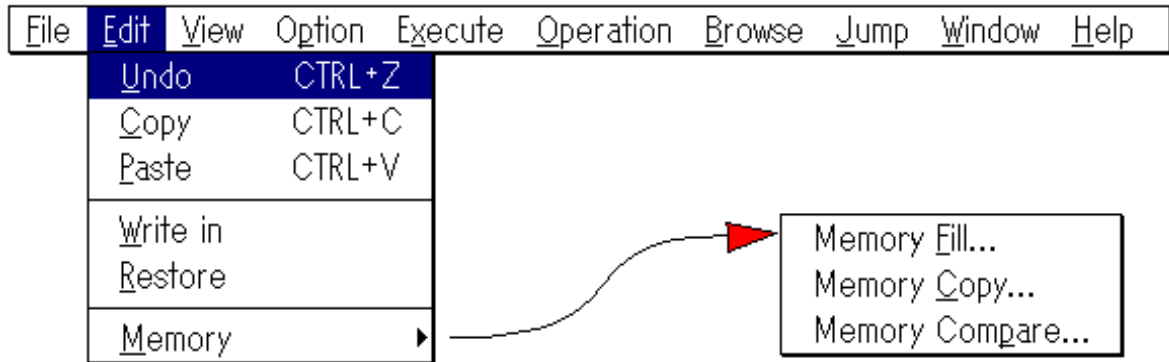 File Edit View Option Execute Operation Browse Jump Window Help
Undo CTRL+Z
Copy CTRL+C
Paste CTRL+V
Write in
Restore
Memory
Memory Fill...
Memory Copy...
Memory Compare...